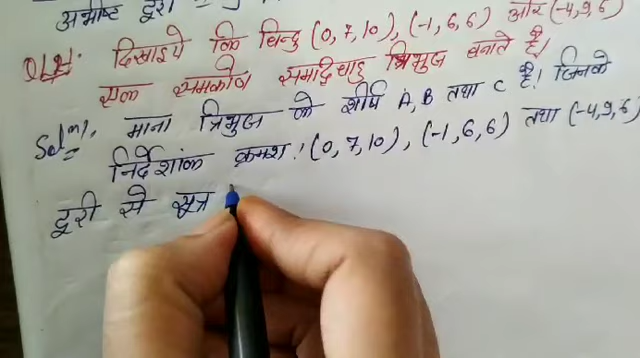 अभीष्ट दूरी
दिखाइये कि बिन्दु (0, 7, 10), (-1, 6, 6) और (-4, 9, 6)
एक समकोण समद्विबाहु त्रिभुज बनाते है।
Solⁿ. माना त्रिभुज के शीर्ष A, B तथा C है। जिनके
निर्देशांक क्रमश: (0, 7, 10), (-1, 6, 6) तथा (-4, 9, 6)
दूरी से सूत्र